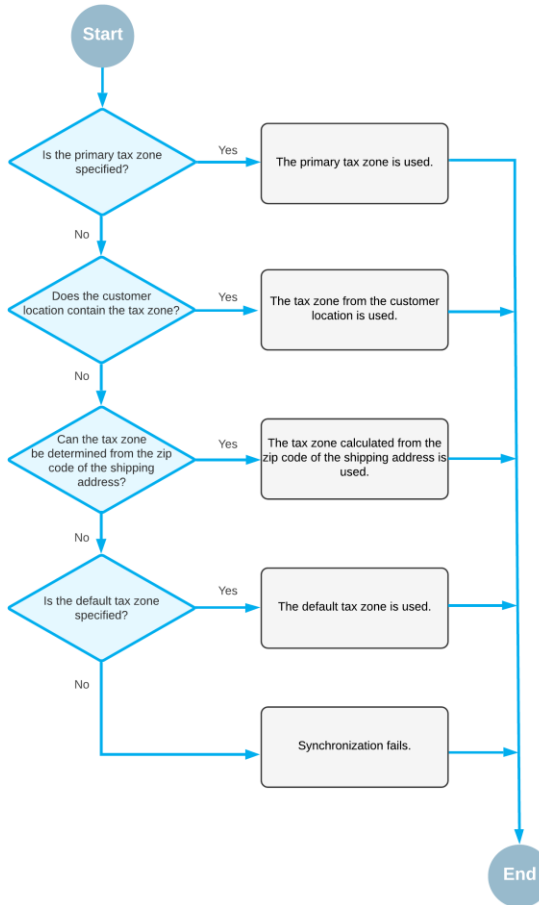 Start
Is the primary tax zone
specified?
Yes
The primary tax zone is used.
No
Does the customer
location contain the tax zone?
Yes
The tax zone from the customer
location is used.
No
Can the tax zone
be determined from the zip
code of the shipping
address?
Yes
The tax zone calculated from the
zip code of the shipping address is
used.
No
Is the default tax zone
specified?
Yes
The default tax zone is used.
No
Synchronization fails.
End